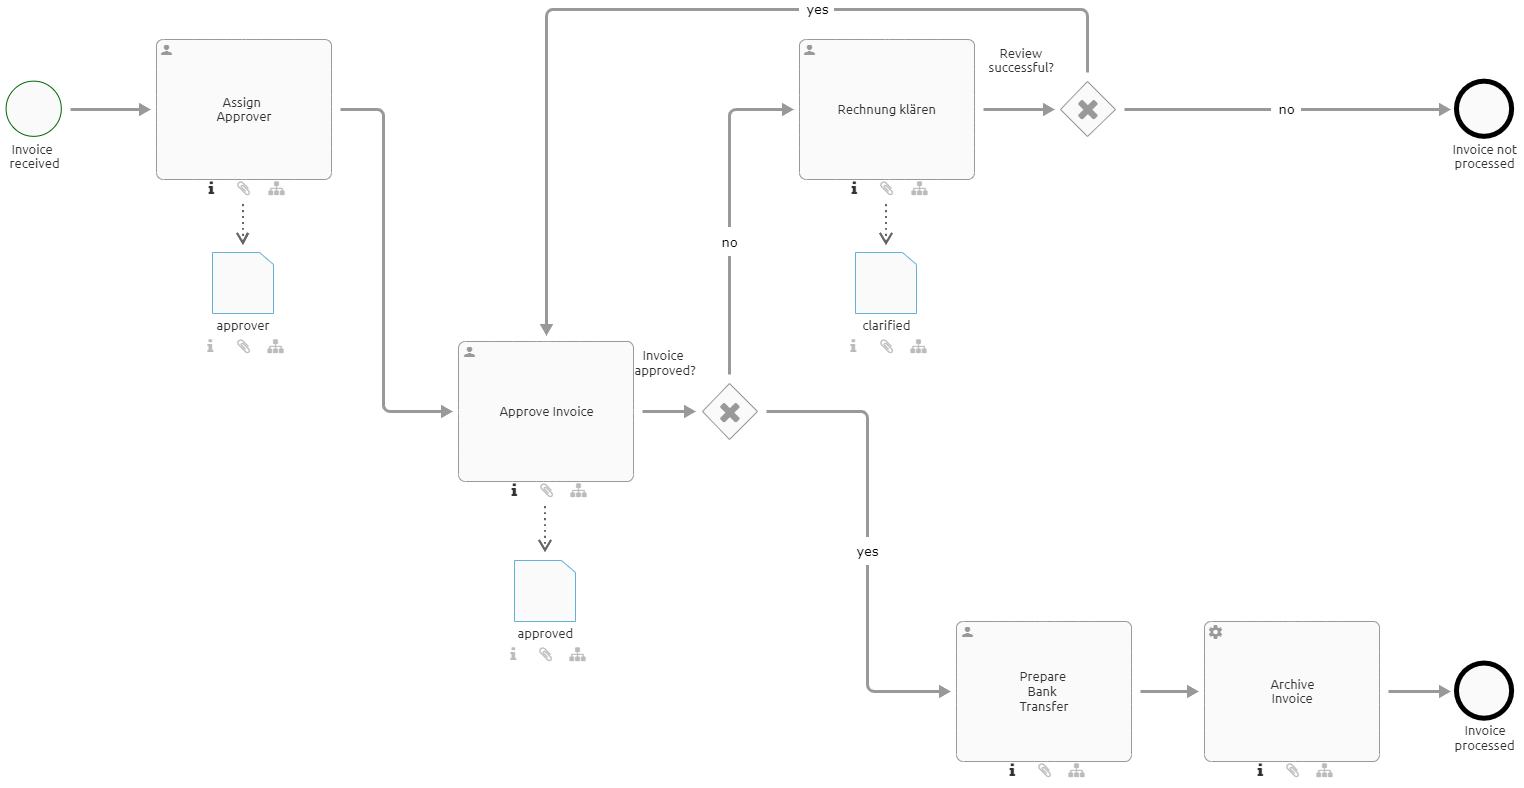 yes
Review
successful?
Assign
Approver
Rechnung klären
no
Invoice
received
Invoice not
processed
no
approver
clarified
Invoice
approved?
Approve Invoice
yes
approved
Prepare
Bank
Transfer
Archive
Invoice
Invoice
processed